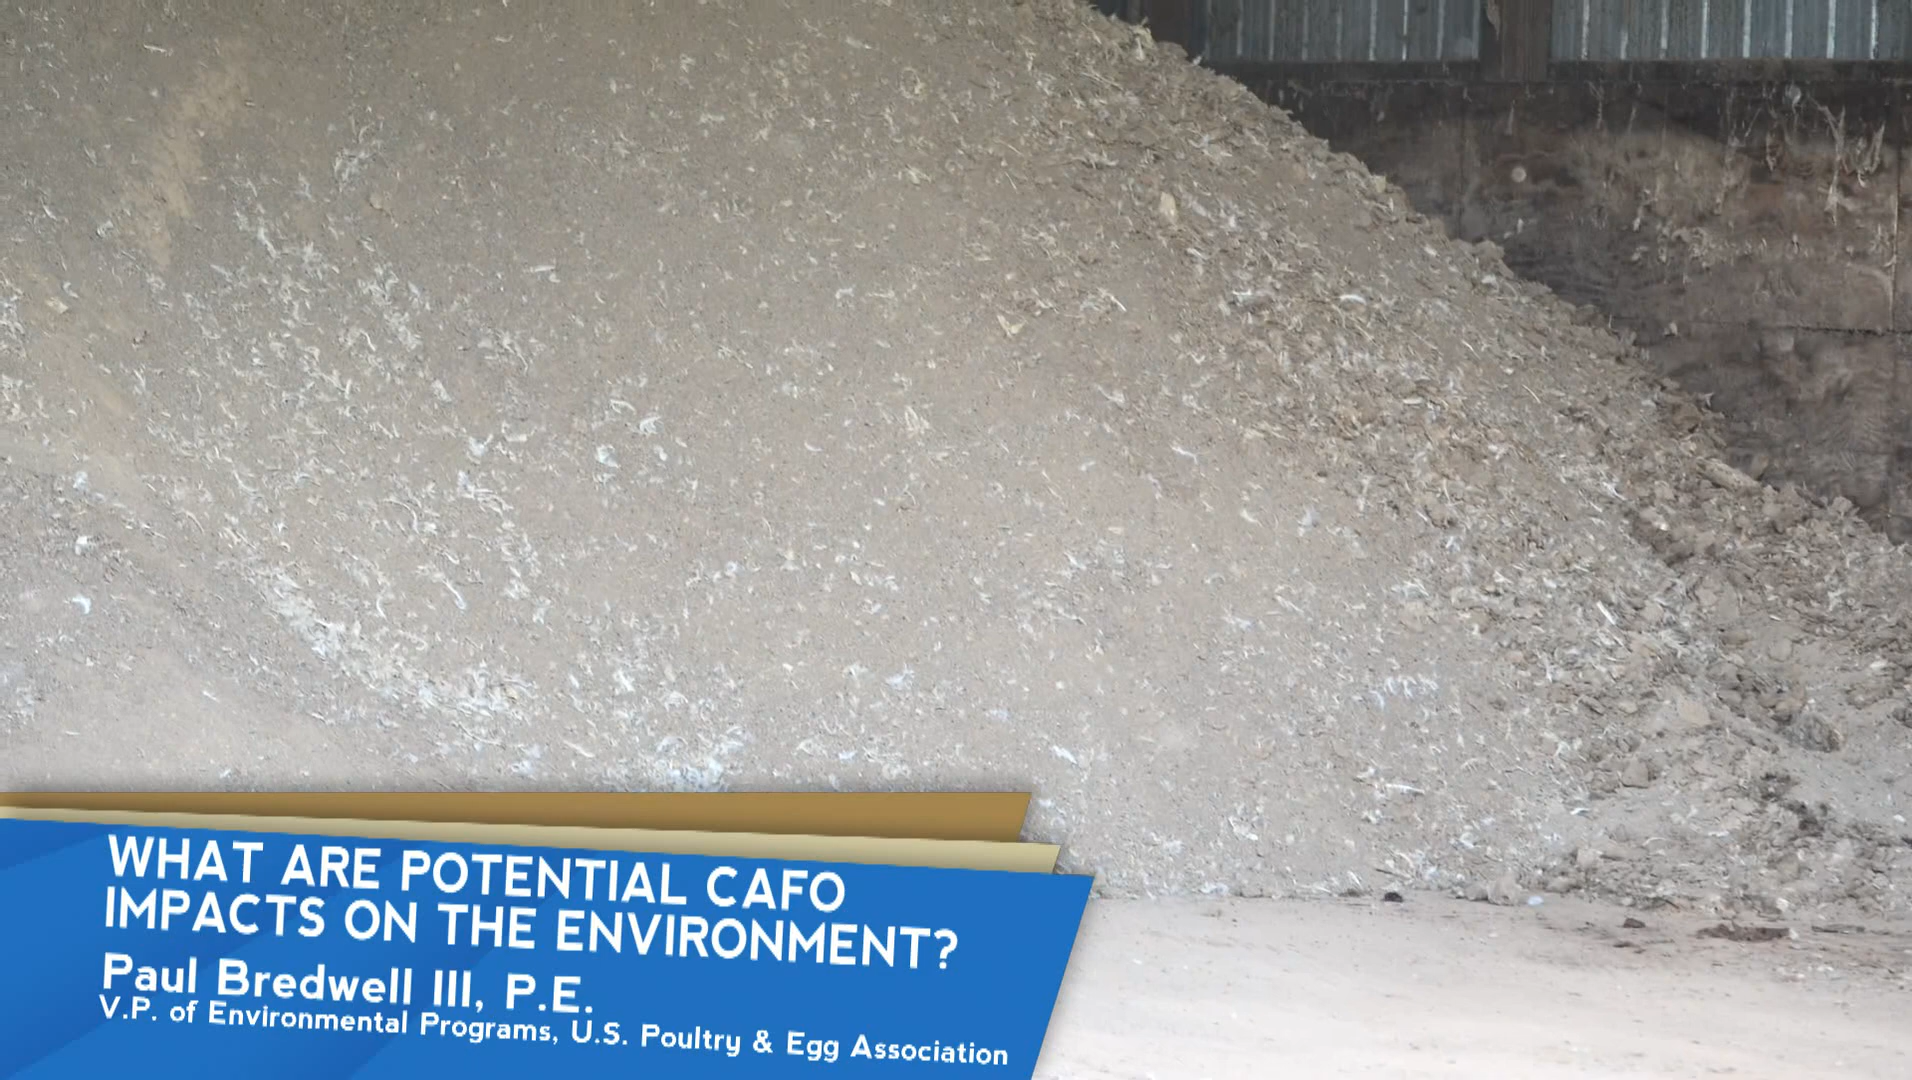 WHAT ARE POTENTIAL CAFO
IMPACTS ON THE ENVIRONMENT?
Paul Bredwell III, P.E.
V.P. of Environmental Programs, U.S. Poultry & Egg Association